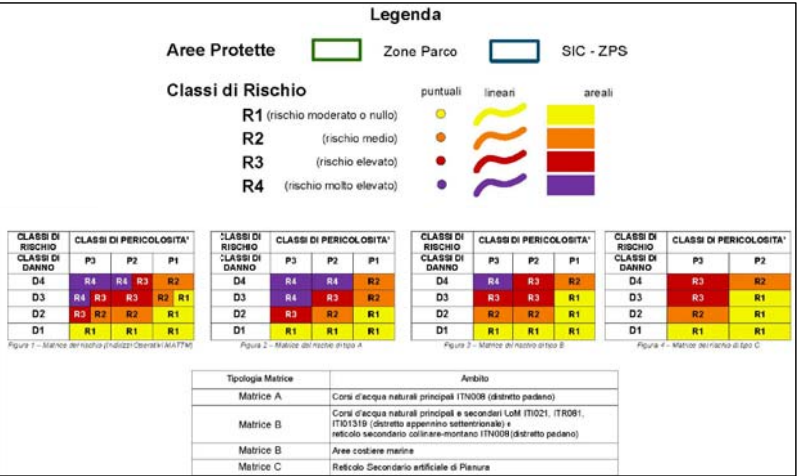 Legenda
Aree Protette Zone Parco SIC - ZPS
Classi di Rischio puntuali lineari areali
R1 (rischio moderato o nullo)
R2 (rischio medio)
R3 (rischio elevato)
R4 (rischio molto elevato)
CLASSI DI RISCHIO CLASSI DI PERICOLOSITA'
CLASSI DI DANNO P3 P2 P1
D4 R4 R4 R3 R2
D3 R4 R3 R3 R2 R1
D2 R3 R2 R2 R1
D1 R1 R1 R1
Figura 1 – Matrice del rischio (Indirizzi Operativi MATTM)
CLASSI DI RISCHIO CLASSI DI PERICOLOSITA'
CLASSI DI DANNO P3 P2 P1
D4 R4 R4 R2
D3 R4 R3 R2
D2 R3 R2 R1
D1 R1 R1 R1
Figura 2 – Matrice del rischio di tipo A
CLASSI DI RISCHIO CLASSI DI PERICOLOSITA'
CLASSI DI DANNO P3 P2 P1
D4 R4 R3 R2
D3 R3 R3 R1
D2 R2 R2 R1
D1 R1 R1 R1
Figura 3 – Matrice del rischio di tipo B
CLASSI DI RISCHIO CLASSI DI PERICOLOSITA'
CLASSI DI DANNO P3 P2
D4 R3 R2
D3 R3 R1
D2 R2 R1
D1 R1 R1
Figura 4 – Matrice del rischio di tipo C
Tipologia Matrice Ambito
Matrice A Corsi d'acqua naturali principali ITN008 (distretto padano)
Matrice B Corsi d'acqua naturali principali e secondari UoM ITI021, ITR081,
ITI01319 (distretto appennino settentrionale) e
reticolo secondario collinare-montano ITN008 (distretto padano)
Matrice B Aree costiere marine
Matrice C Reticolo Secondario artificiale di Pianura